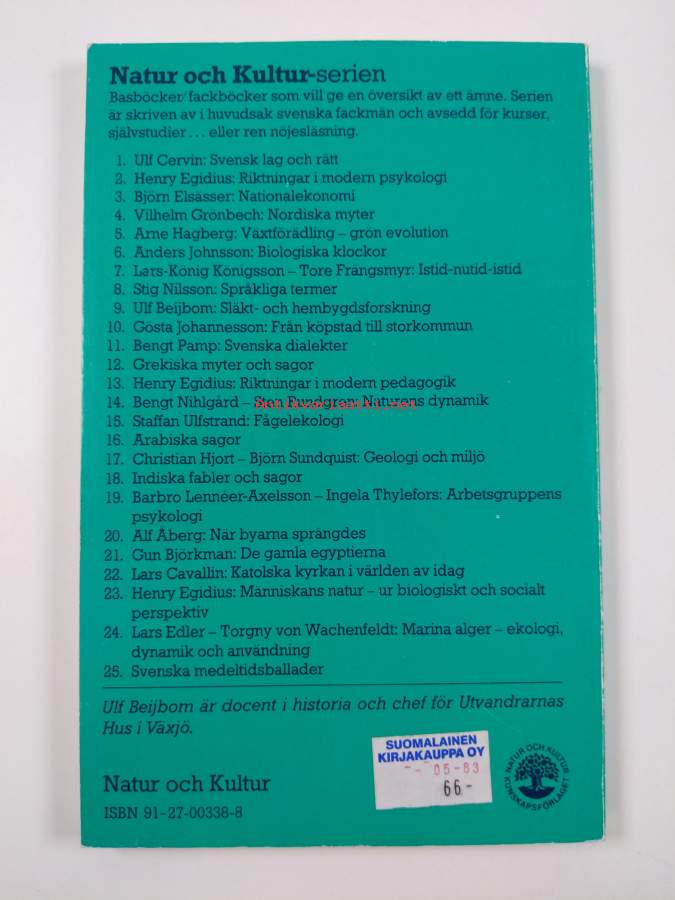 Natur och Kultur-serien
Basböcker/fackböcker som vill ge en översikt av ett ämne. Serien
är skriven av i huvudsak svenska fackmän och avsedd för kurser,
självstudier... eller ren nöjesläsning.
1. Ulf Cervin: Svensk lag och rätt
2. Henry Egidius: Riktningar i modern psykologi
3. Björn Elsässer: Nationalekonomi
4. Vilhelm Grönbech: Nordiska myter
5. Arne Hagberg: Växtförädling – grön evolution
6. Anders Johnsson: Biologiska klockor
7. Lars-König Königsson – Tore Frängsmyr: Istid-nutid-istid
8. Stig Nilsson: Språkliga termer
9. Ulf Beijbom: Släkt- och hembygdsforskning
10. Gösta Johannesson: Från köpstad till storkommun
11. Bengt Pamp: Svenska dialekter
12. Grekiska myter och sagor
13. Henry Egidius: Riktningar i modern pedagogik
14. Bengt Nihlgård – Sten Rundgren: Naturens dynamik
Antikvariaatti.net
15. Staffan Ulfstrand: Fågelekologi
16. Arabiska sagor
17. Christian Hjort – Björn Sundquist: Geologi och miljö
18. Indiska fabler och sagor
19. Barbro Lennéer-Axelsson – Ingela Thylefors: Arbetsgruppens
psykologi
20. Alf Åberg: När byarna sprängdes
21. Gun Björkman: De gamla egyptierna
22. Lars Cavallin: Katolska kyrkan i världen av idag
23. Henry Egidius: Människans natur – ur biologiskt och socialt
perspektiv
24. Lars Edler – Torgny von Wachenfeldt: Marina alger – ekologi,
dynamik och användning
25. Svenska medeltidsballader
Ulf Beijbom är docent i historia och chef för Utvandrarnas
Hus i Växjö.
SUOMALAINEN
KIRJAKAUPPA OY
-- 05-83
66.-
Natur och Kultur
ISBN 91-27-00338-8
NATUR OCH KULTUR
KUNSKAPSFÖRLAGET